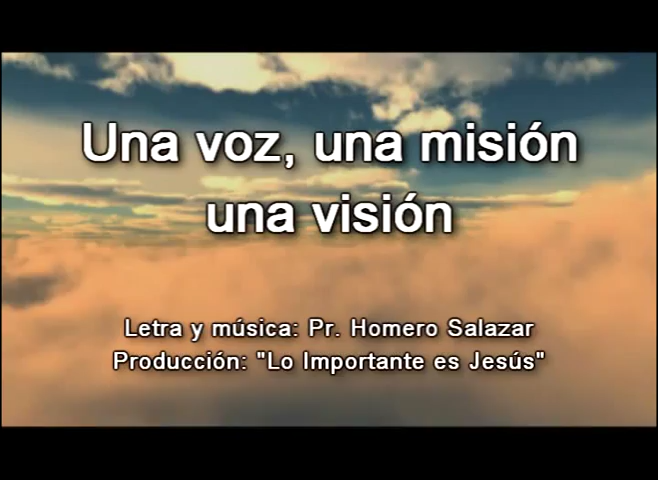 Una voz, una misión
una visión
Letra y música: Pr. Homero Salazar
Producción: "Lo Importante es Jesús"